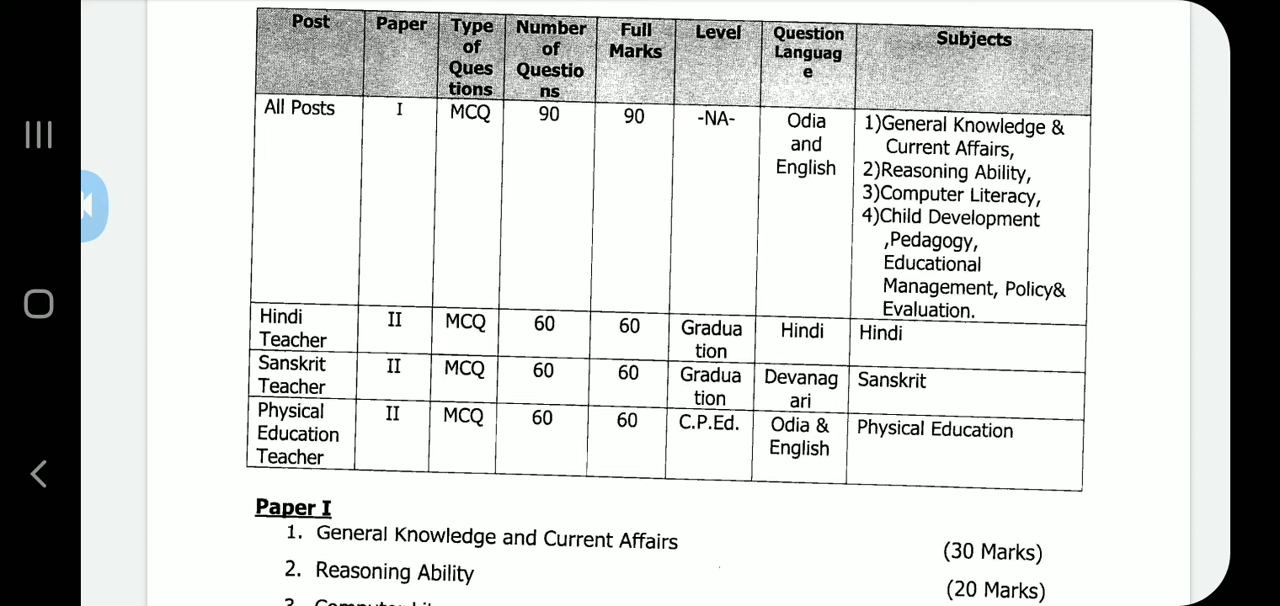 Post Paper Type of Ques tions Number of Questio ns Full Marks Level Question Languag e Subjects
All Posts I MCQ 90 90 -NA- Odia and English 1)General Knowledge & Current Affairs,
2)Reasoning Ability,
3)Computer Literacy,
4)Child Development ,Pedagogy, Educational Management, Policy& Evaluation.
Hindi Teacher II MCQ 60 60 Gradua tion Hindi Hindi
Sanskrit Teacher II MCQ 60 60 Gradua tion Devanag ari Sanskrit
Physical Education Teacher II MCQ 60 60 C.P.Ed. Odia & English Physical Education
Paper I
1. General Knowledge and Current Affairs (30 Marks)
2. Reasoning Ability (20 Marks)